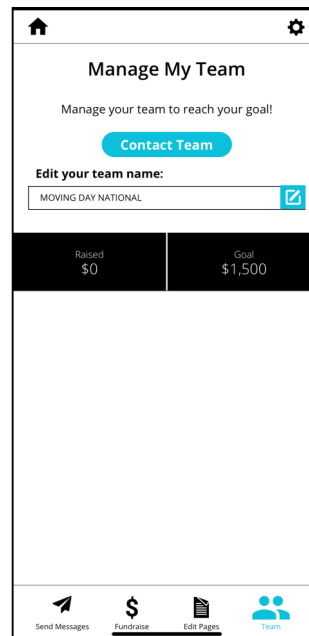 Manage My Team
Manage your team to reach your goal!
Contact Team
Edit your team name:
MOVING DAY NATIONAL
Raised
$0
Goal
$1,500
Send Messages
Fundraise
Edit Pages
Team